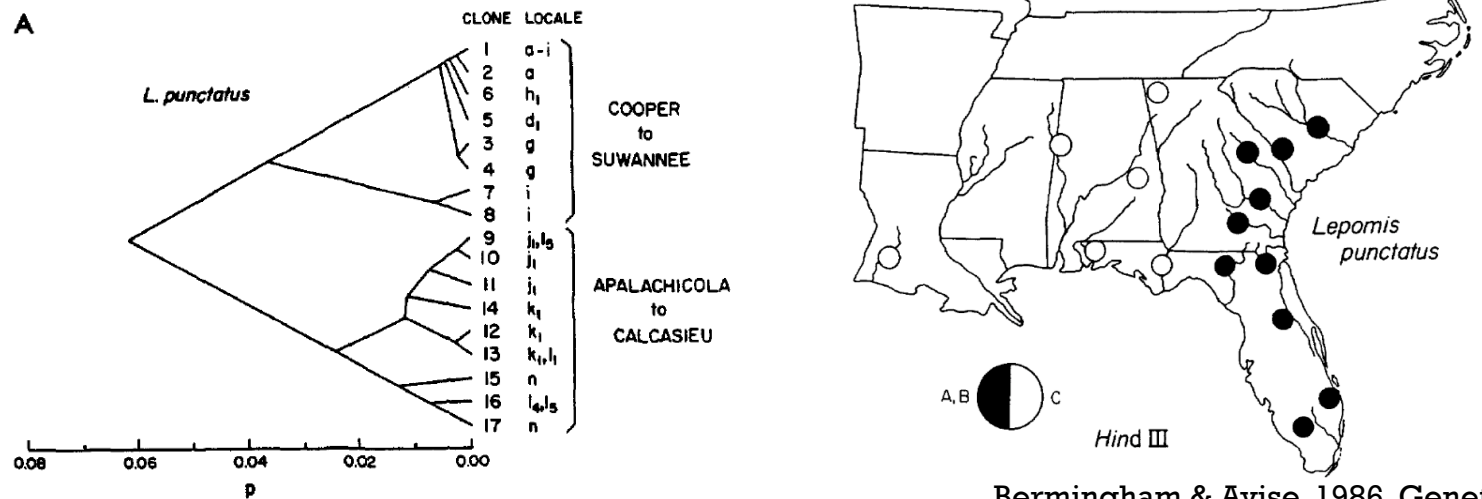 A
CLONE LOCALE
L. punctatus
1 a-i
2 a
6 h1
5 d1
3 g
4 g
7 i
8 i
COOPER
to
SUWANNEE
9 j1,l5
10 j1
11 j1
14 k1
12 k1
13 k1,l1
15 n
16 l4,l5
17 n
APALACHICOLA
to
CALCASIEU
0.08 0.06 0.04 0.02 0.00
p
Lepomis
punctatus
A,B C
Hind III
Bermingham & Avise, 1986